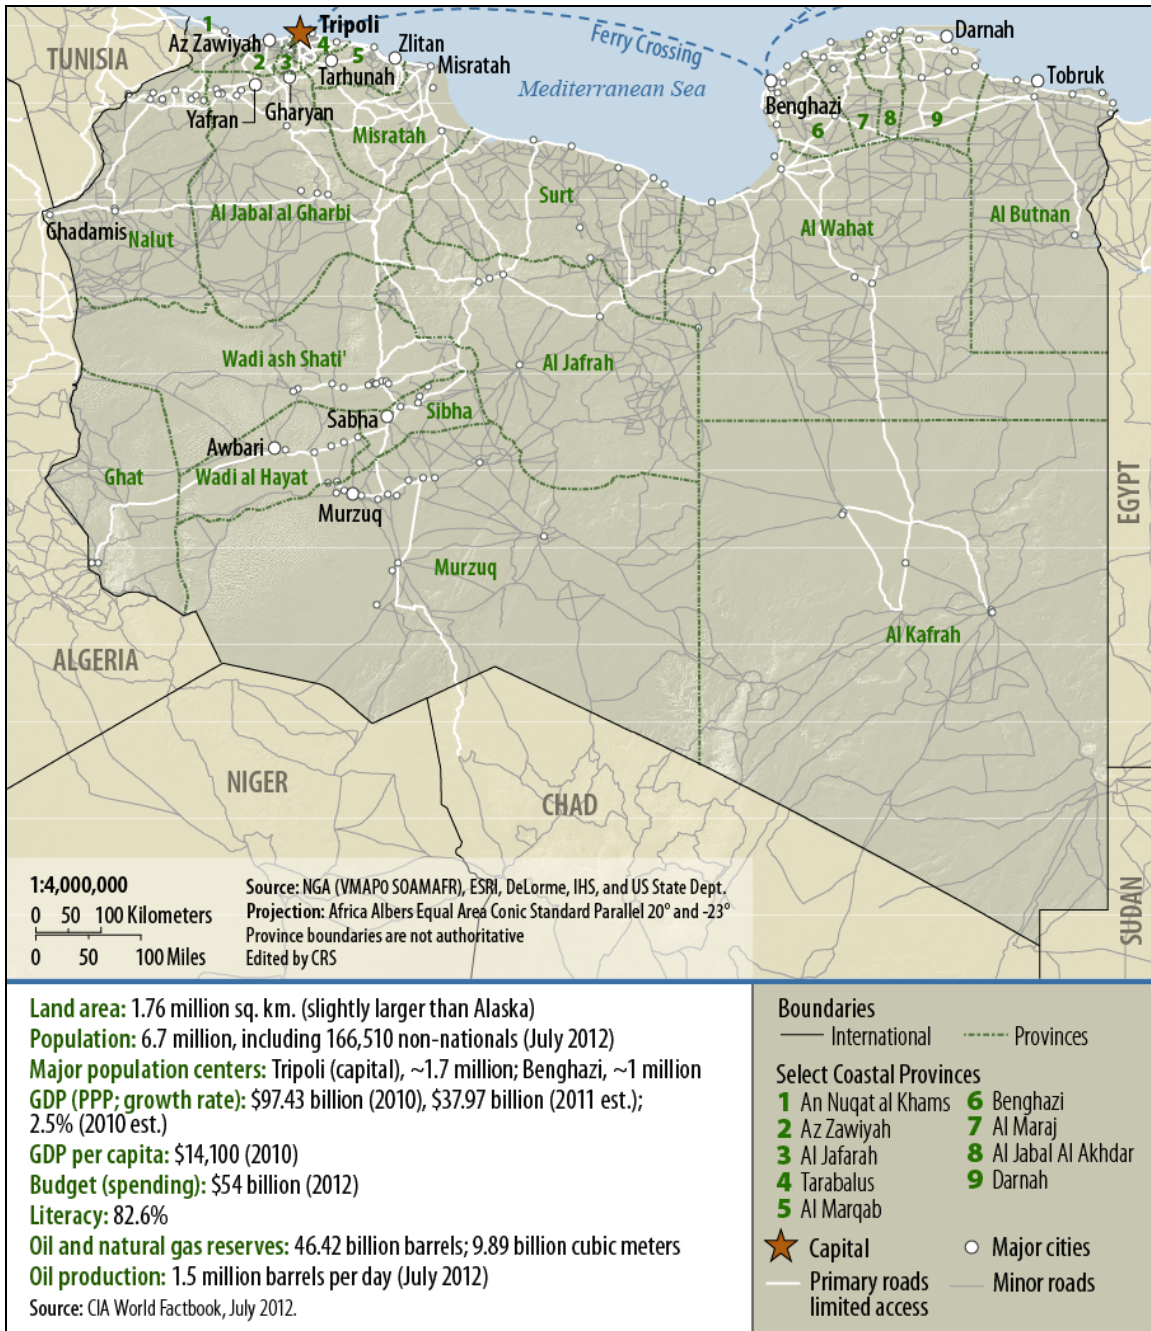 1
Tripoli
Ferry Crossing
Darnah
Az Zawiyah
4
Zlitan
TUNISIA
2
3
5
Tarhunah
Misratah
Mediterranean Sea
Tobruk
Yafran
Gharyan
Benghazi
Misratah
6
7
8
9
Surt
Al Jabal al Gharbi
Al Wahat
Al Butnan
Ghadamis
Nalut
Wadi ash Shati'
Al Jafrah
Sabha
Sibha
Awbari
Ghat
Wadi al Hayat
EGYPT
Murzuq
Murzuq
Al Kafrah
ALGERIA
NIGER
CHAD
SUDAN
1:4,000,000
0 50 100 Kilometers
0 50 100 Miles
Source: NGA (VMAP0 SOAMAFR), ESRI, DeLorme, IHS, and US State Dept.
Projection: Africa Albers Equal Area Conic Standard Parallel 20° and -23°
Province boundaries are not authoritative
Edited by CRS
Land area: 1.76 million sq. km. (slightly larger than Alaska)
Population: 6.7 million, including 166,510 non-nationals (July 2012)
Major population centers: Tripoli (capital), ~1.7 million; Benghazi, ~1 million
GDP (PPP; growth rate): $97.43 billion (2010), $37.97 billion (2011 est.);
2.5% (2010 est.)
GDP per capita: $14,100 (2010)
Budget (spending): $54 billion (2012)
Literacy: 82.6%
Oil and natural gas reserves: 46.42 billion barrels; 9.89 billion cubic meters
Oil production: 1.5 million barrels per day (July 2012)
Source: CIA World Factbook, July 2012.
Boundaries
International
Provinces
Select Coastal Provinces
1 An Nuqat al Khams
2 Az Zawiyah
3 Al Jafarah
4 Tarabalus
5 Al Marqab
6 Benghazi
7 Al Maraj
8 Al Jabal Al Akhdar
9 Darnah
Capital
Major cities
Primary roads
limited access
Minor roads